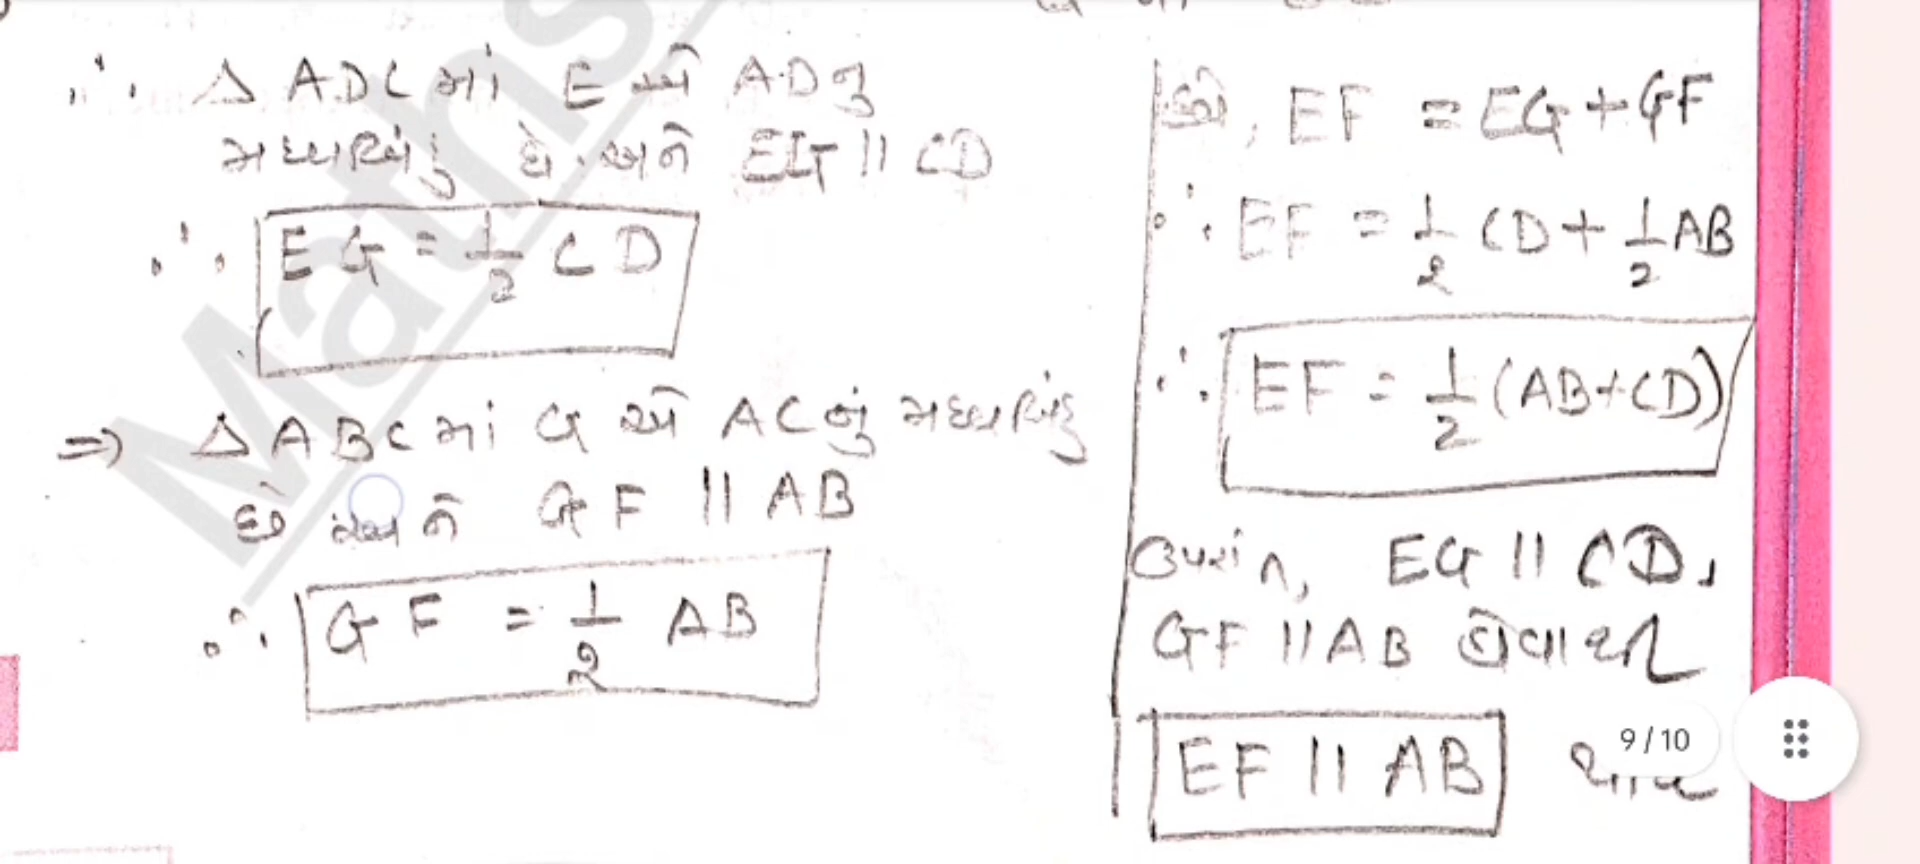 ∴ △ ADC માં E એ AD નુ
મધ્યબિંદુ છે. અને EG || CD
∴ EG = 1/2 CD
⇒ △ ABC માં G એ AC નું મધ્યબિંદુ
છે અને GF || AB
∴ GF = 1/2 AB
હવે, EF = EG + GF
∴ EF = 1/2 CD + 1/2 AB
∴ EF = 1/2 (AB + CD)
ઉપરાંત, EG || CD,
GF || AB હોવાથી
EF || AB થાય
9 / 10
Maths